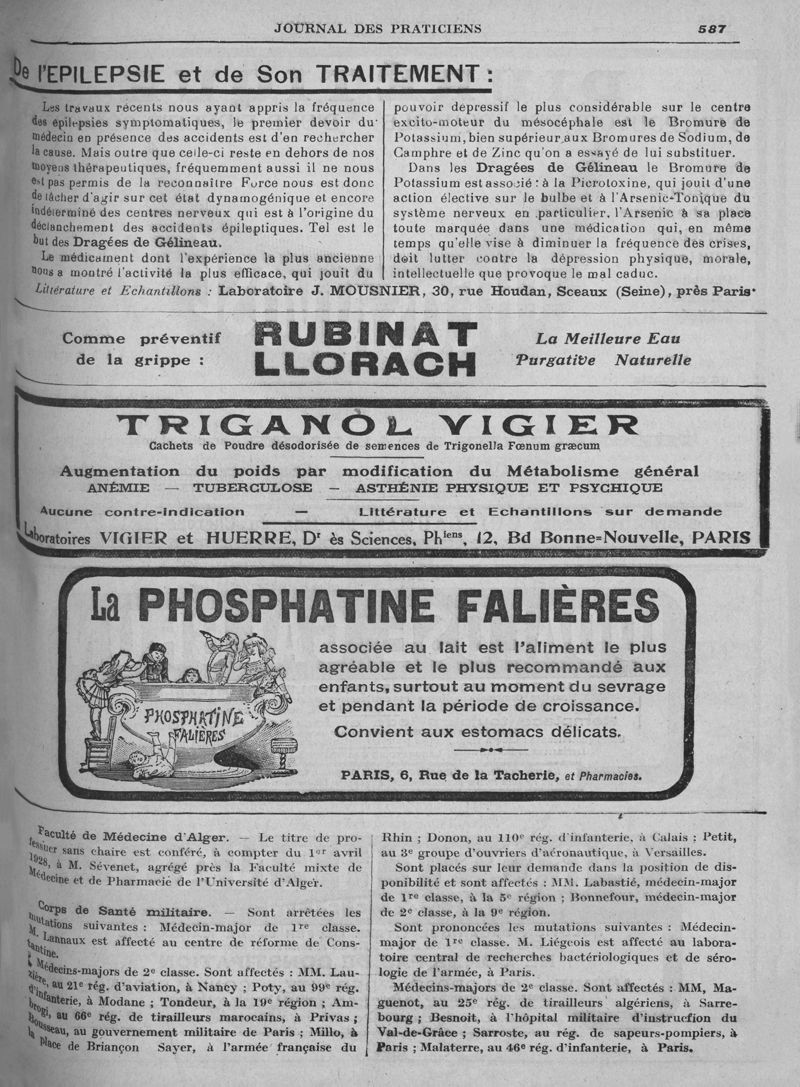 JOURNAL DES PRATICIENS 587
De l'EPILEPSIE et de Son TRAITEMENT :
Les travaux récents nous ayant appris la fréquence
des épilepsies symptomatiques, le premier devoir du
médecin en présence des accidents est d'en rechercher
la cause. Mais outre que celle-ci reste en dehors de nos
moyens thérapeutiques, fréquemment aussi il ne nous
est pas permis de la reconnaître Force nous est donc
de tâcher d'agir sur cet état dynamogénique et encore
indéterminé des centres nerveux qui est à l'origine du
déclanchement des accidents épileptiques. Tel est le
but des Dragées de Gélineau.
Le médicament dont l'expérience la plus ancienne
nous a montré l'activité la plus efficace, qui jouit du
pouvoir dépressif le plus considérable sur le centre
excito-moteur du mésocéphale est le Bromure de
Potassium, bien supérieur aux Bromures de Sodium, de
Camphre et de Zinc qu'on a essayé de lui substituer.
Dans les Dragées de Gélineau le Bromure de
Potassium est associé : à la Picrotoxine, qui jouit d'une
action élective sur le bulbe et à l'Arsenic-Tonique du
système nerveux en particulier. L'Arsenic à sa place
toute marquée dans une médication qui, en même
temps qu'elle vise à diminuer la fréquence des crises,
doit lutter contre la dépression physique, morale,
intellectuelle que provoque le mal caduc.
Littérature et Echantillons : Laboratoire J. MOUSNIER, 30, rue Houdan, Sceaux (Seine), près Paris.
Comme préventif
de la grippe :
RUBINAT
LLORACH
La Meilleure Eau
Purgative Naturelle
TRIGANOL VIGIER
Cachets de Poudre désodorisée de semences de Trigonella Fœnum græcum
Augmentation du poids par modification du Métabolisme général
ANÉMIE — TUBERCULOSE — ASTHÉNIE PHYSIQUE ET PSYCHIQUE
Aucune contre-indication — Littérature et Echantillons sur demande
Laboratoires VIGIER et HUERRE, Dr ès Sciences, Phiens, 12, Bd Bonne=Nouvelle, PARIS
La PHOSPHATINE FALIÈRES
PHOSPHATINE
FALIÈRES
associée au lait est l'aliment le plus
agréable et le plus recommandé aux
enfants, surtout au moment du sevrage
et pendant la période de croissance.
Convient aux estomacs délicats.
PARIS, 6, Rue de la Tacherie, et Pharmacies.
Faculté de Médecine d'Alger. — Le titre de pro-
fesseur sans chaire est conféré, à compter du 1er avril
1928, à M. Sévenet, agrégé près la Faculté mixte de
Médecine et de Pharmacie de l'Université d'Alger.
Corps de Santé militaire. — Sont arrêtées les
mutations suivantes : Médecin-major de 1re classe.
M. Lannaux est affecté au centre de réforme de Cons-
tantine.
Médecins-majors de 2e classe. Sont affectés : MM. Lau-
zière, au 21e rég. d'aviation, à Nancy ; Poty, au 99e rég.
d'infanterie, à Modane ; Tondeur, à la 19e région ; Am-
brogi, au 66e rég. de tirailleurs marocains, à Privas ;
Rousseau, au gouvernement militaire de Paris ; Millo, à
la place de Briançon Sayer, à l'armée française du
Rhin ; Donon, au 110e rég. d'infanterie, à Calais ; Petit,
au 3e groupe d'ouvriers d'aéronautique, à Versailles.
Sont placés sur leur demande dans la position de dis-
ponibilité et sont affectés : MM. Labastié, médecin-major
de 1re classe, à la 5e région ; Bonnefour, médecin-major
de 2e classe, à la 9e région.
Sont prononcées les mutations suivantes : Médecin-
major de 1re classe. M. Liégeois est affecté au labora-
toire central de recherches bactériologiques et de séro-
logie de l'armée, à Paris.
Médecins-majors de 2e classe. Sont affectés : MM, Ma-
guenot, au 25e rég. de tirailleurs algériens, à Sarre-
bourg ; Besnoit, à l'hôpital militaire d'instruction du
Val-de-Grâce ; Sarroste, au rég. de sapeurs-pompiers, à
Paris ; Malaterre, au 46e rég. d'infanterie, à Paris.